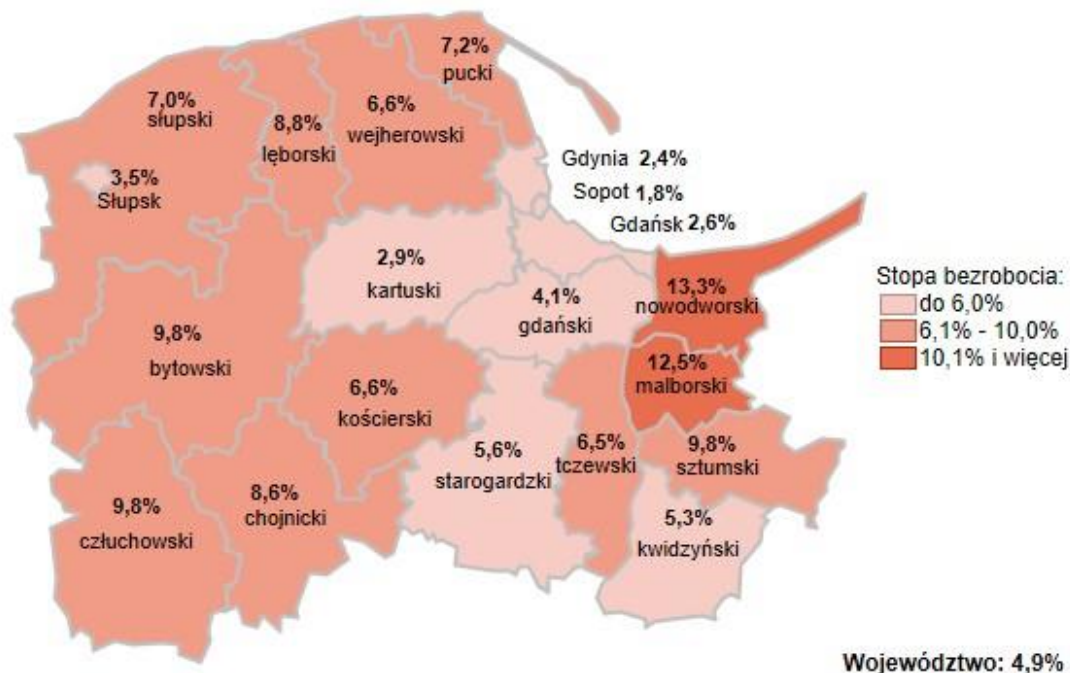 7,2%
pucki
7,0%
słupski
8,8%
lęborski
6,6%
wejherowski
Gdynia 2,4%
Sopot 1,8%
Gdańsk 2,6%
3,5%
Słupsk
2,9%
kartuski
4,1%
gdański
13,3%
nowodworski
Stopa bezrobocia:
do 6,0%
6,1% - 10,0%
10,1% i więcej
9,8%
bytowski
6,6%
kościerski
12,5%
malborski
5,6%
starogardzki
6,5%
tczewski
9,8%
sztumski
9,8%
człuchowski
8,6%
chojnicki
5,3%
kwidzyński
Województwo: 4,9%